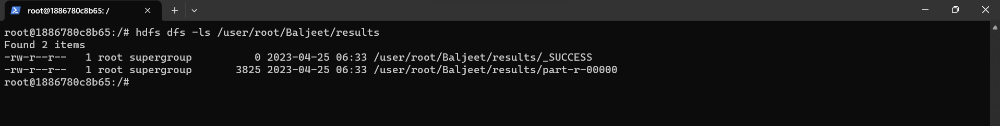 root@1886780c8b65: /
root@1886780c8b65:/# hdfs dfs -ls /user/root/Baljeet/results
Found 2 items
-rw-r--r--   1 root supergroup          0 2023-04-25 06:33 /user/root/Baljeet/results/_SUCCESS
-rw-r--r--   1 root supergroup       3825 2023-04-25 06:33 /user/root/Baljeet/results/part-r-00000
root@1886780c8b65:/#